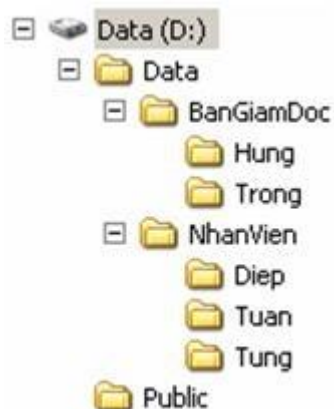 Data (D:)
Data
BanGiamDoc
Hung
Trong
NhanVien
Diep
Tuan
Tung
Public